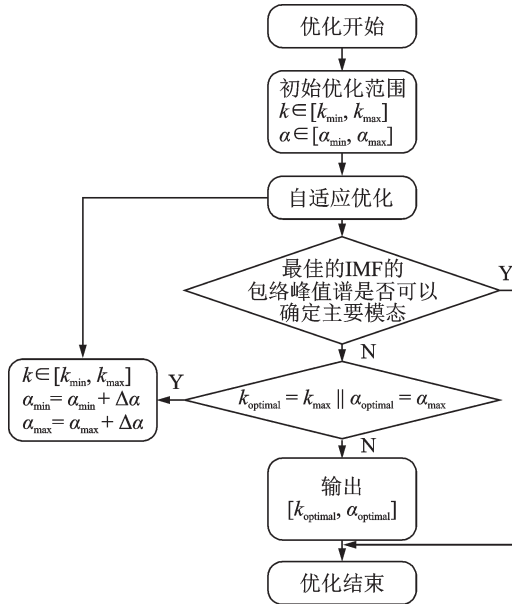 优化开始
初始优化范围
k∈[kmin, kmax]
α∈[αmin, αmax]
自适应优化
最佳的IMF的
包络峰值谱是否可以
确定主要模态
Y
N
k∈[kmin, kmax]
αmin= αmin + Δα
αmax= αmax + Δα
Y
koptimal = kmax || αoptimal = αmax
N
输出
[koptimal, αoptimal]
优化结束